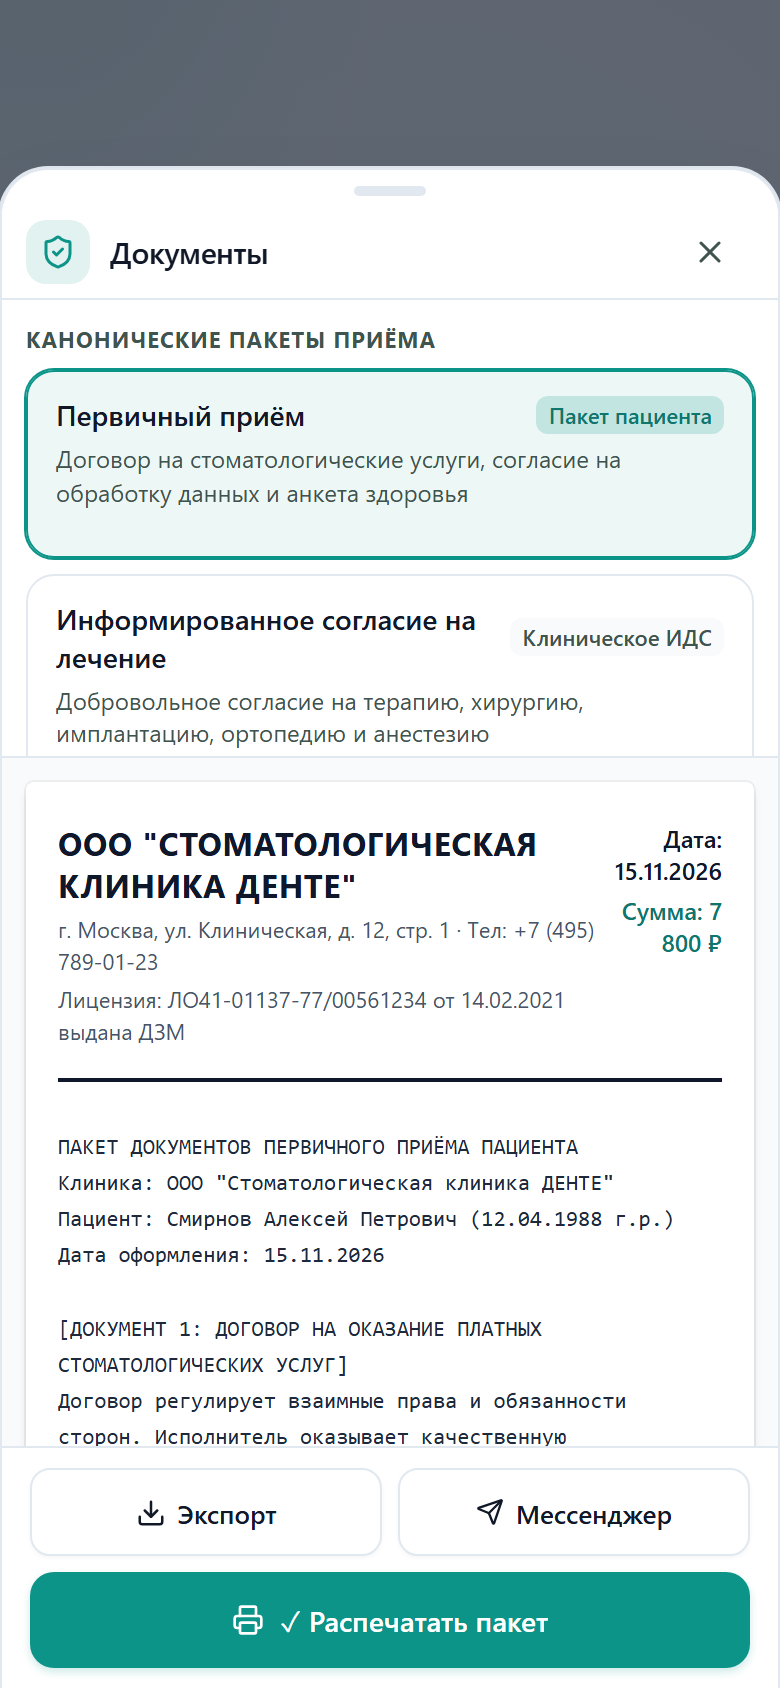 Документы
КАНОНИЧЕСКИЕ ПАКЕТЫ ПРИЁМА
Первичный приём
Пакет пациента
Договор на стоматологические услуги, согласие на
обработку данных и анкета здоровья
Информированное согласие на
лечение
Клиническое ИДС
Добровольное согласие на терапию, хирургию,
имплантацию, ортопедию и анестезию
ООО "СТОМАТОЛОГИЧЕСКАЯ
КЛИНИКА ДЕНТЕ"
г. Москва, ул. Клиническая, д. 12, стр. 1 · Тел: +7 (495)
789-01-23
Лицензия: ЛО41-01137-77/00561234 от 14.02.2021
выдана ДЗМ
Дата:
15.11.2026
Сумма: 7
800 ₽
ПАКЕТ ДОКУМЕНТОВ ПЕРВИЧНОГО ПРИЁМА ПАЦИЕНТА
Клиника: ООО "Стоматологическая клиника ДЕНТЕ"
Пациент: Смирнов Алексей Петрович (12.04.1988 г.р.)
Дата оформления: 15.11.2026
[ДОКУМЕНТ 1: ДОГОВОР НА ОКАЗАНИЕ ПЛАТНЫХ
СТОМАТОЛОГИЧЕСКИХ УСЛУГ]
Договор регулирует взаимные права и обязанности
сторон. Исполнитель оказывает качественную
Экспорт
Мессенджер
✓ Распечатать пакет